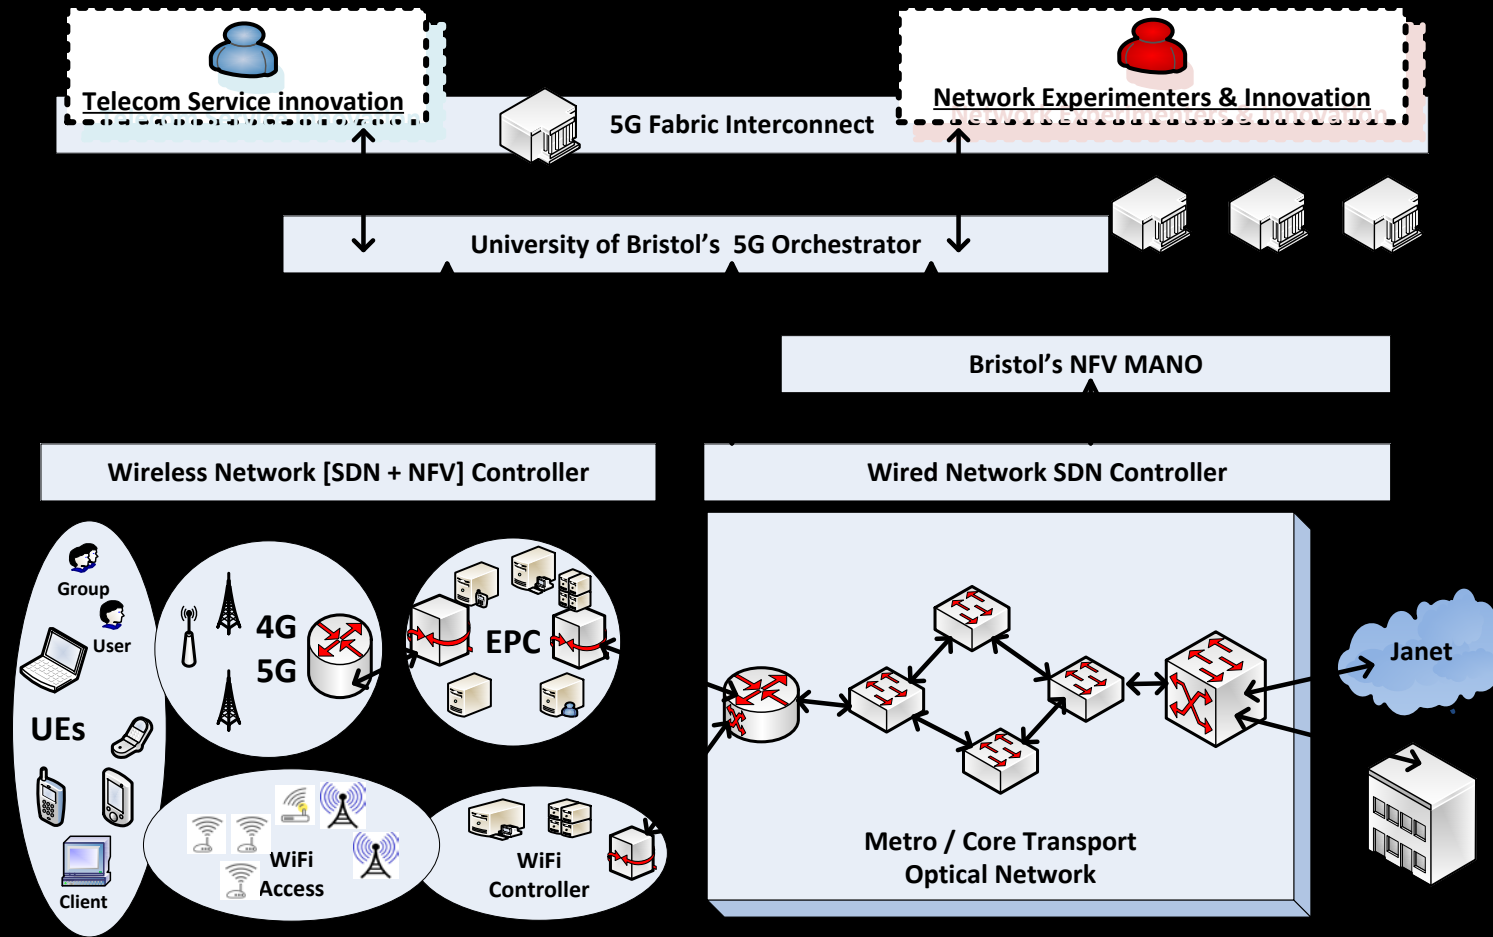 Telecom Service innovation
Network Experimenters & Innovation
5G Fabric Interconnect
University of Bristol's 5G Orchestrator
Bristol's NFV MANO
Wireless Network [SDN + NFV] Controller
Wired Network SDN Controller
Group
User
UEs
Client
4G
5G
EPC
WiFi
Access
WiFi
Controller
Metro / Core Transport
Optical Network
Janet